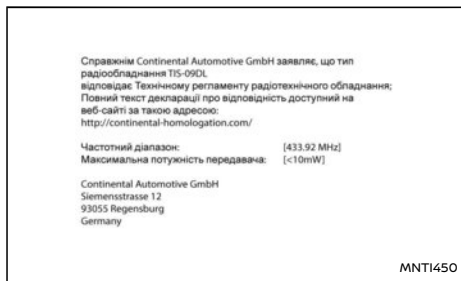 Справжнім Continental Automotive GmbH заявляє, що тип
радіообладнання TIS-09DL
відповідає Технічному регламенту радіотехнічного обладнання;
Повний текст декларації про відповідність доступний на
веб-сайті за такою адресою:
http://continental-homologation.com/
Частотний діапазон: [433.92 MHz]
Максимальна потужність передавача: [<10mW]
Continental Automotive GmbH
Siemensstrasse 12
93055 Regensburg
Germany
MNTI450